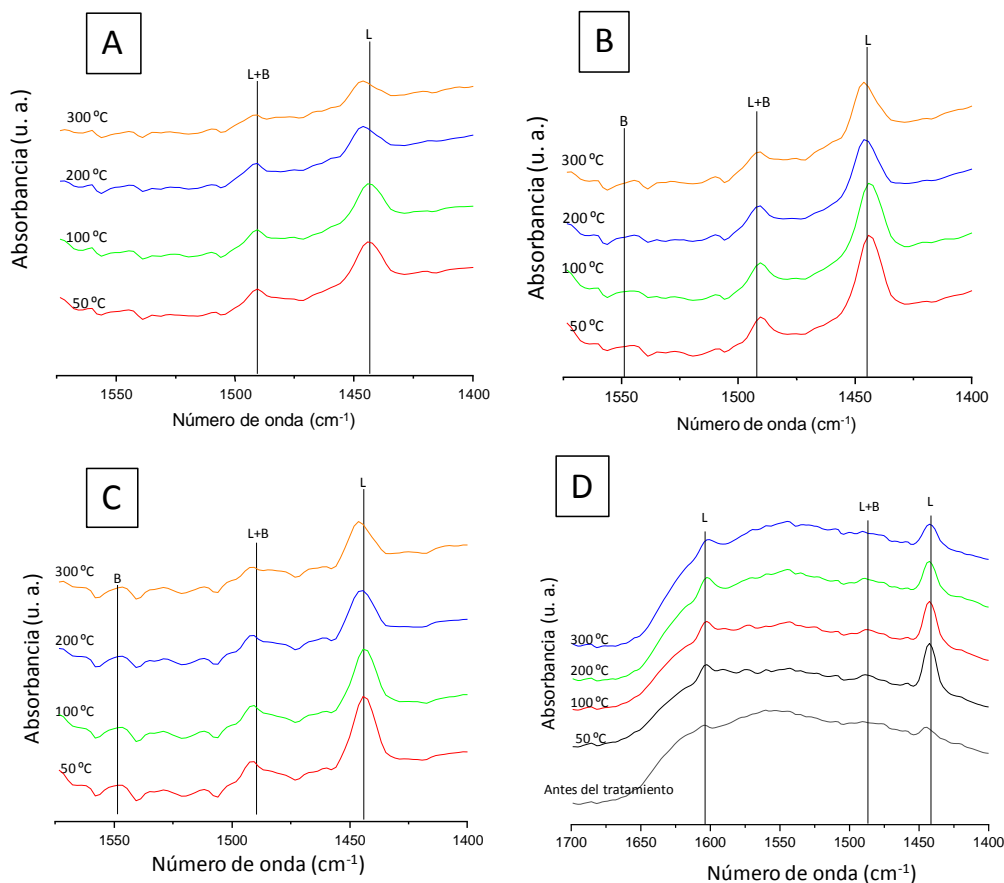 A
L+B
L
300 ºC
200 ºC
100 ºC
50 ºC
Absorbancia (u. a.)
1550
1500
1450
1400
Número de onda (cm-1)
B
B
L+B
L
300 ºC
200 ºC
100 ºC
50 ºC
Absorbancia (u. a.)
1550
1500
1450
1400
Número de onda (cm-1)
C
B
L+B
L
300 ºC
200 ºC
100 ºC
50 ºC
Absorbancia (u. a.)
1550
1500
1450
1400
Número de onda (cm-1)
D
L
L+B
L
300 ºC
200 ºC
100 ºC
50 ºC
Antes del tratamiento
Absorbancia (u. a.)
1700
1650
1600
1550
1500
1450
1400
Número de onda (cm-1)